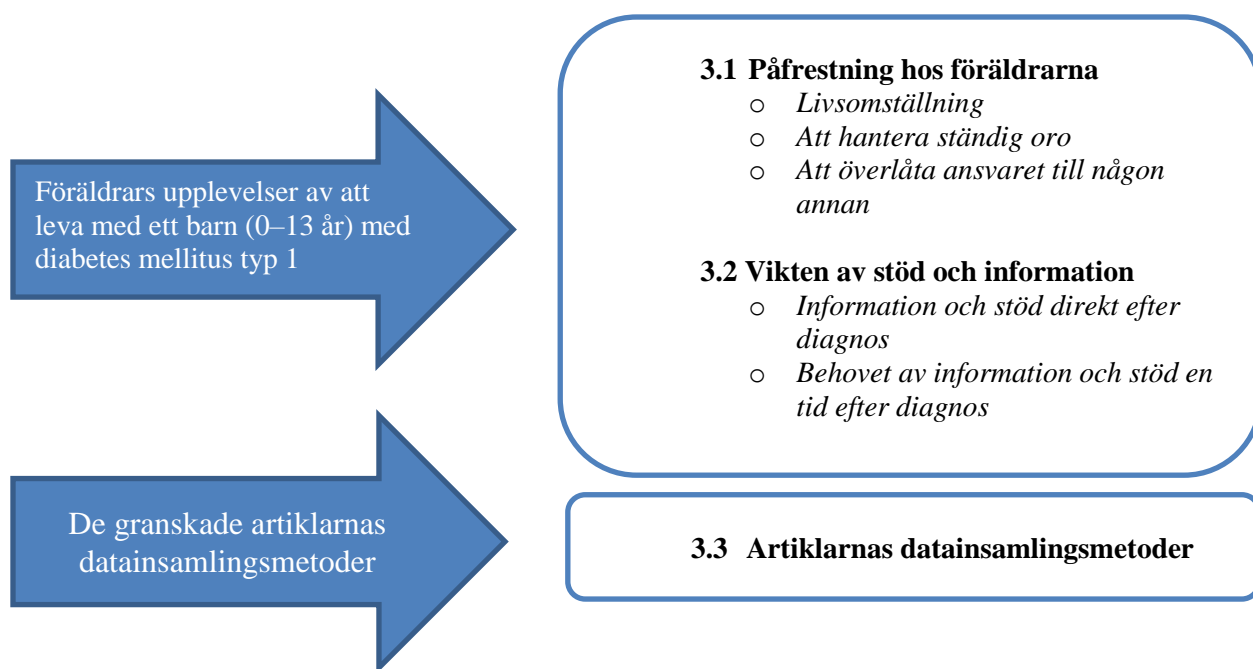 Föräldrars upplevelser av att
leva med ett barn (0–13 år) med
diabetes mellitus typ 1
3.1 Påfrestning hos föräldrarna
o Livsomställning
o Att hantera ständig oro
o Att överlåta ansvaret till någon
annan
3.2 Vikten av stöd och information
o Information och stöd direkt efter
diagnos
o Behovet av information och stöd en
tid efter diagnos
De granskade artiklarnas
datainsamlingsmetoder
3.3 Artiklarnas datainsamlingsmetoder